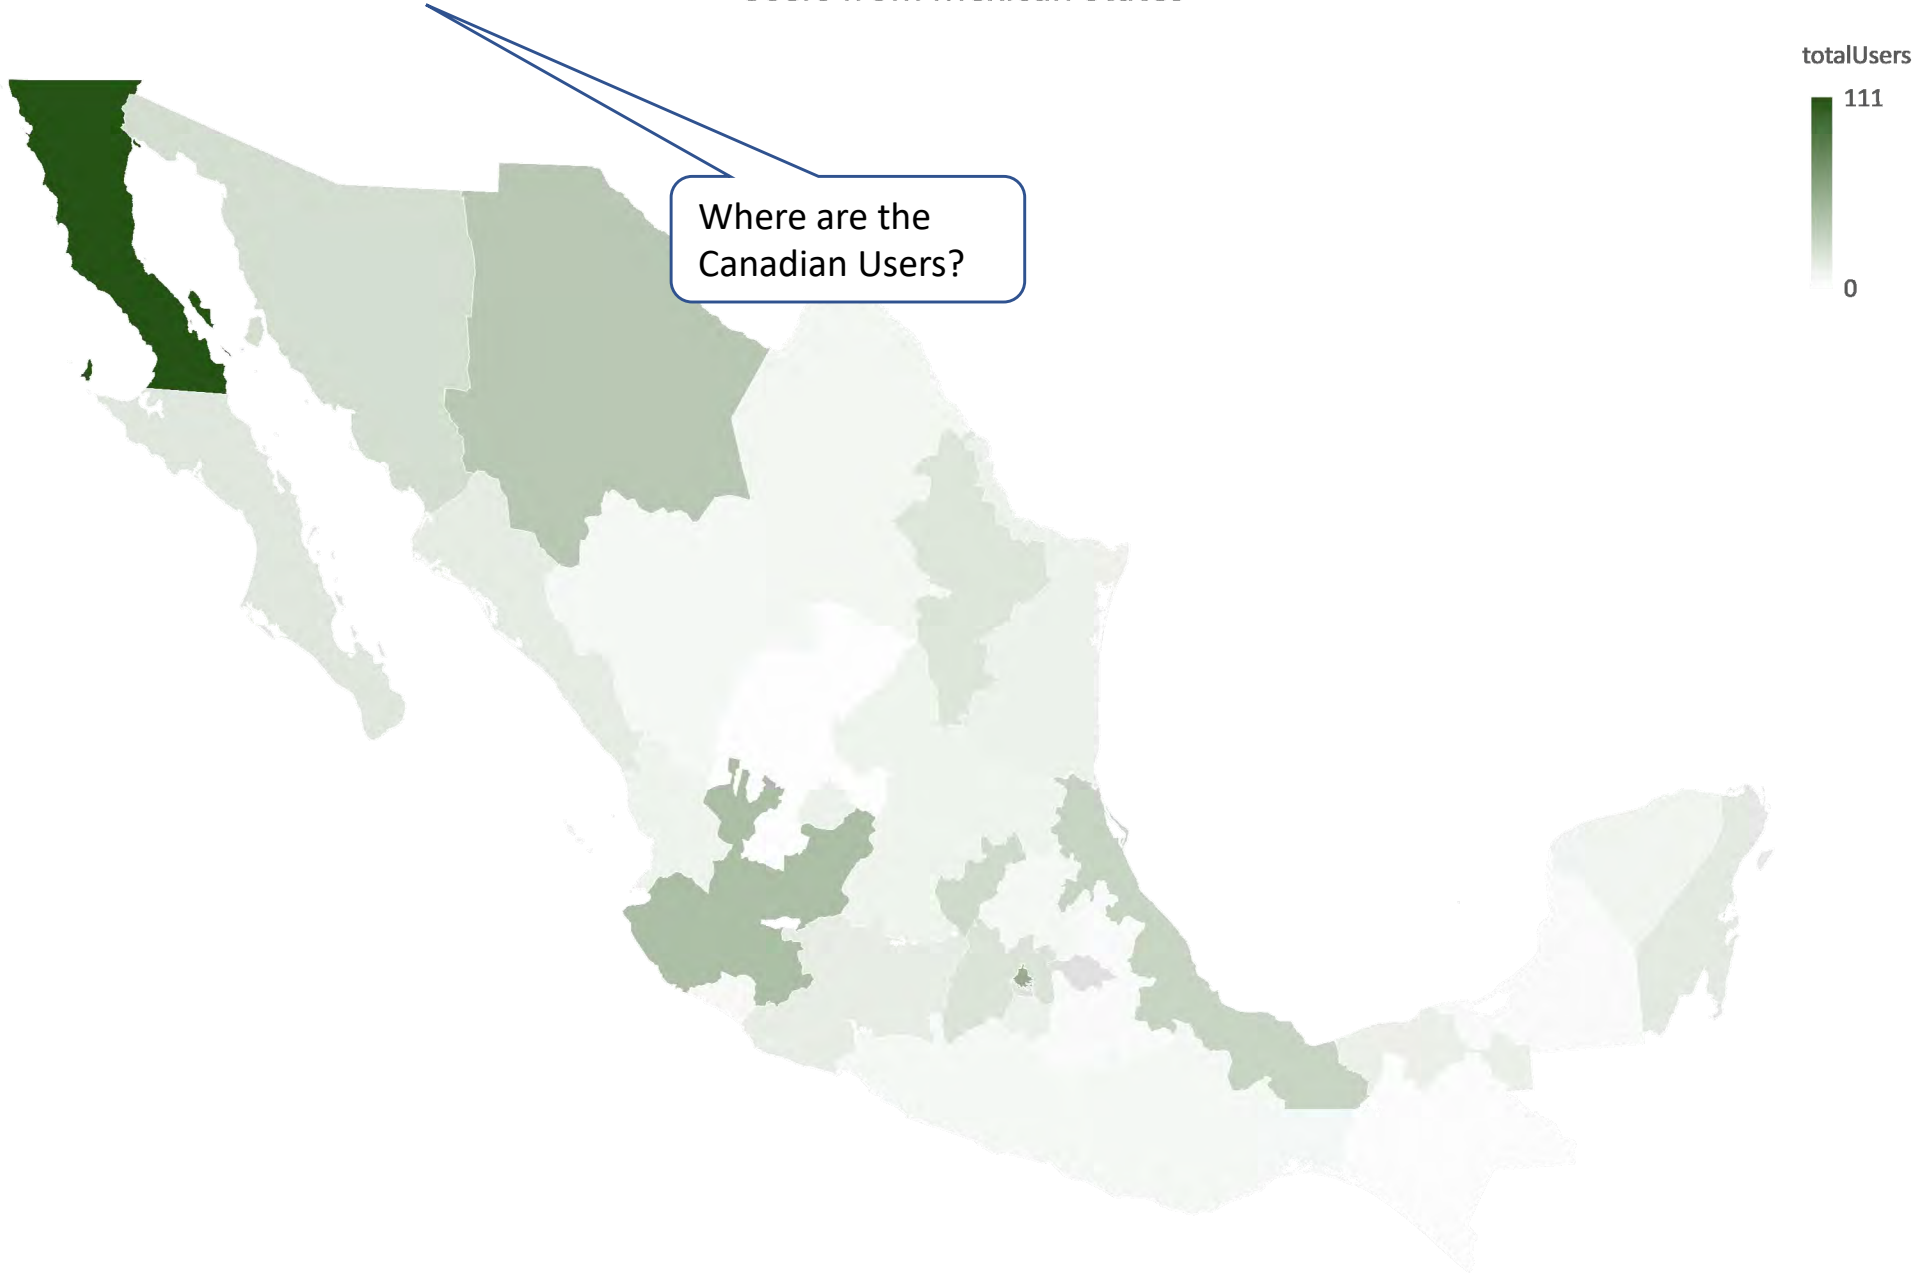 totalUsers
111
0
Where are the
Canadian Users?